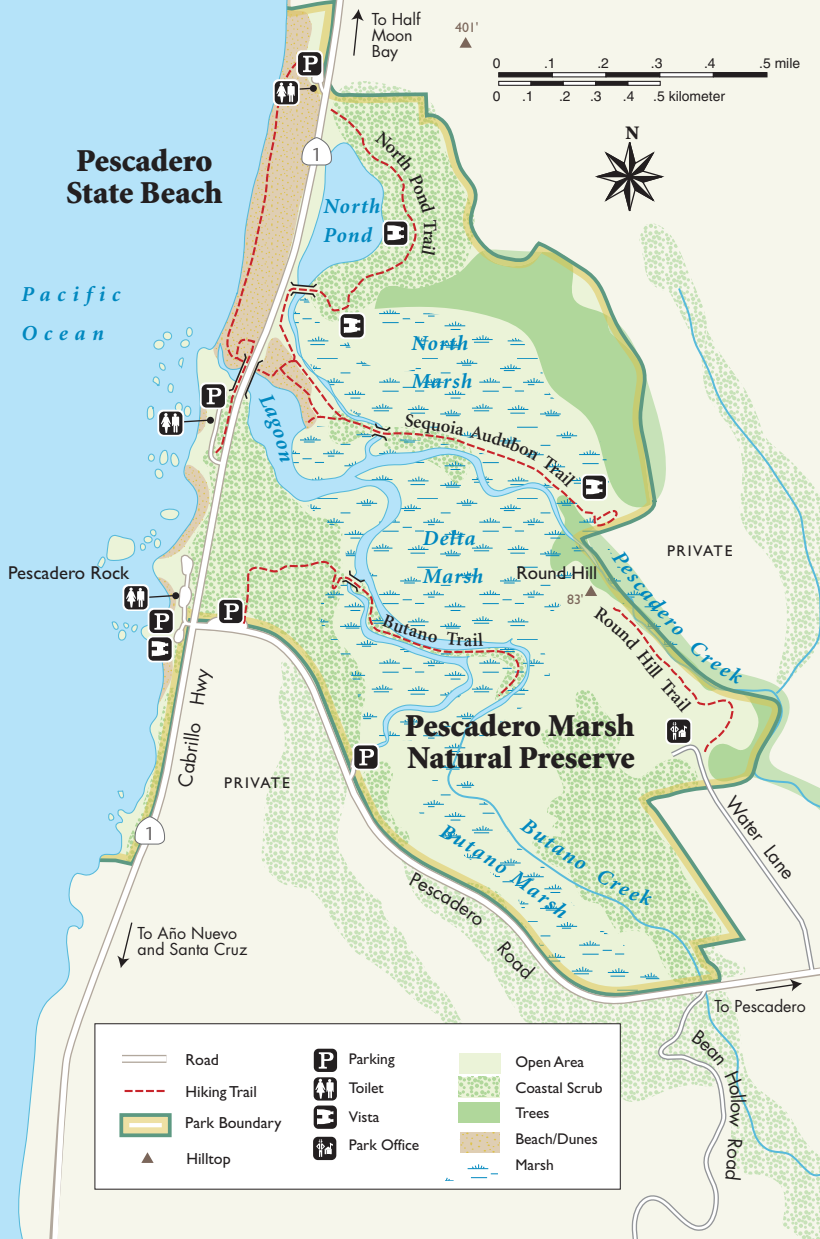 To Half
Moon
Bay
401'
0 .1 .2 .3 .4 .5 mile
0 .1 .2 .3 .4 .5 kilometer
N
P
1
Pescadero
State Beach
North Pond Trail
North
Pond
Pacific
Ocean
North
Marsh
P
Lagoon
Sequoia Audubon Trail
Delta
Marsh
PRIVATE
Pescadero Rock
Round Hill
83'
Pescadero Creek
P
P
Butano Trail
Round Hill Trail
Cabrillo Hwy
Pescadero Marsh
Natural Preserve
P
PRIVATE
1
Water Lane
Butano Creek
Butano Marsh
Pescadero Road
To Año Nuevo
and Santa Cruz
To Pescadero
Bean Hollow Road
Road
Hiking Trail
Park Boundary
Hilltop
P Parking
Toilet
Vista
Park Office
Open Area
Coastal Scrub
Trees
Beach/Dunes
Marsh